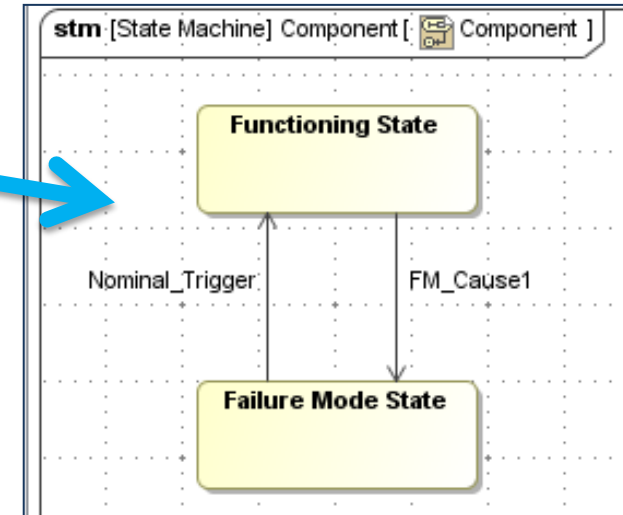 stm [State Machine] Component [ Component ]
Functioning State
Nominal_Trigger
FM_Cause1
Failure Mode State